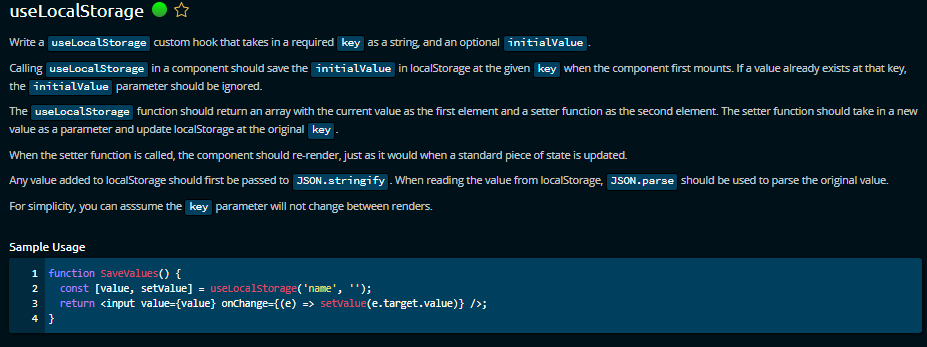 useLocalStorage
Write a useLocalStorage custom hook that takes in a required key as a string, and an optional initialValue.
Calling useLocalStorage in a component should save the initialValue in localStorage at the given key when the component first mounts. If a value already exists at that key,
the initialValue parameter should be ignored.
The useLocalStorage function should return an array with the current value as the first element and a setter function as the second element. The setter function should take in a new
value as a parameter and update localStorage at the original key.
When the setter function is called, the component should re-render, just as it would when a standard piece of state is updated.
Any value added to localStorage should first be passed to JSON.stringify. When reading the value from localStorage, JSON.parse should be used to parse the original value.
For simplicity, you can asssume the key parameter will not change between renders.
Sample Usage
1 function SaveValues() {
2   const [value, setValue] = useLocalStorage('name', '');
3   return <input value={value} onChange={(e) => setValue(e.target.value)} />;
4 }